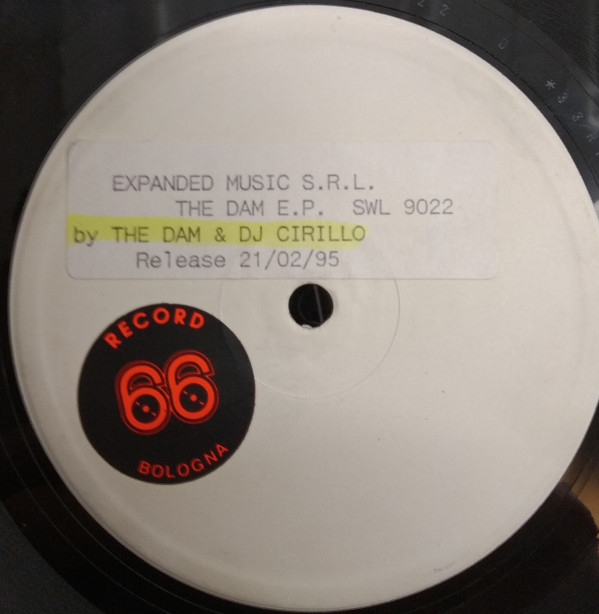 EXPANDED MUSIC S.R.L.
THE DAM E.P. SWL 9022
by THE DAM & DJ CIRILLO
Release 21/02/95
RECORD
66
BOLOGNA